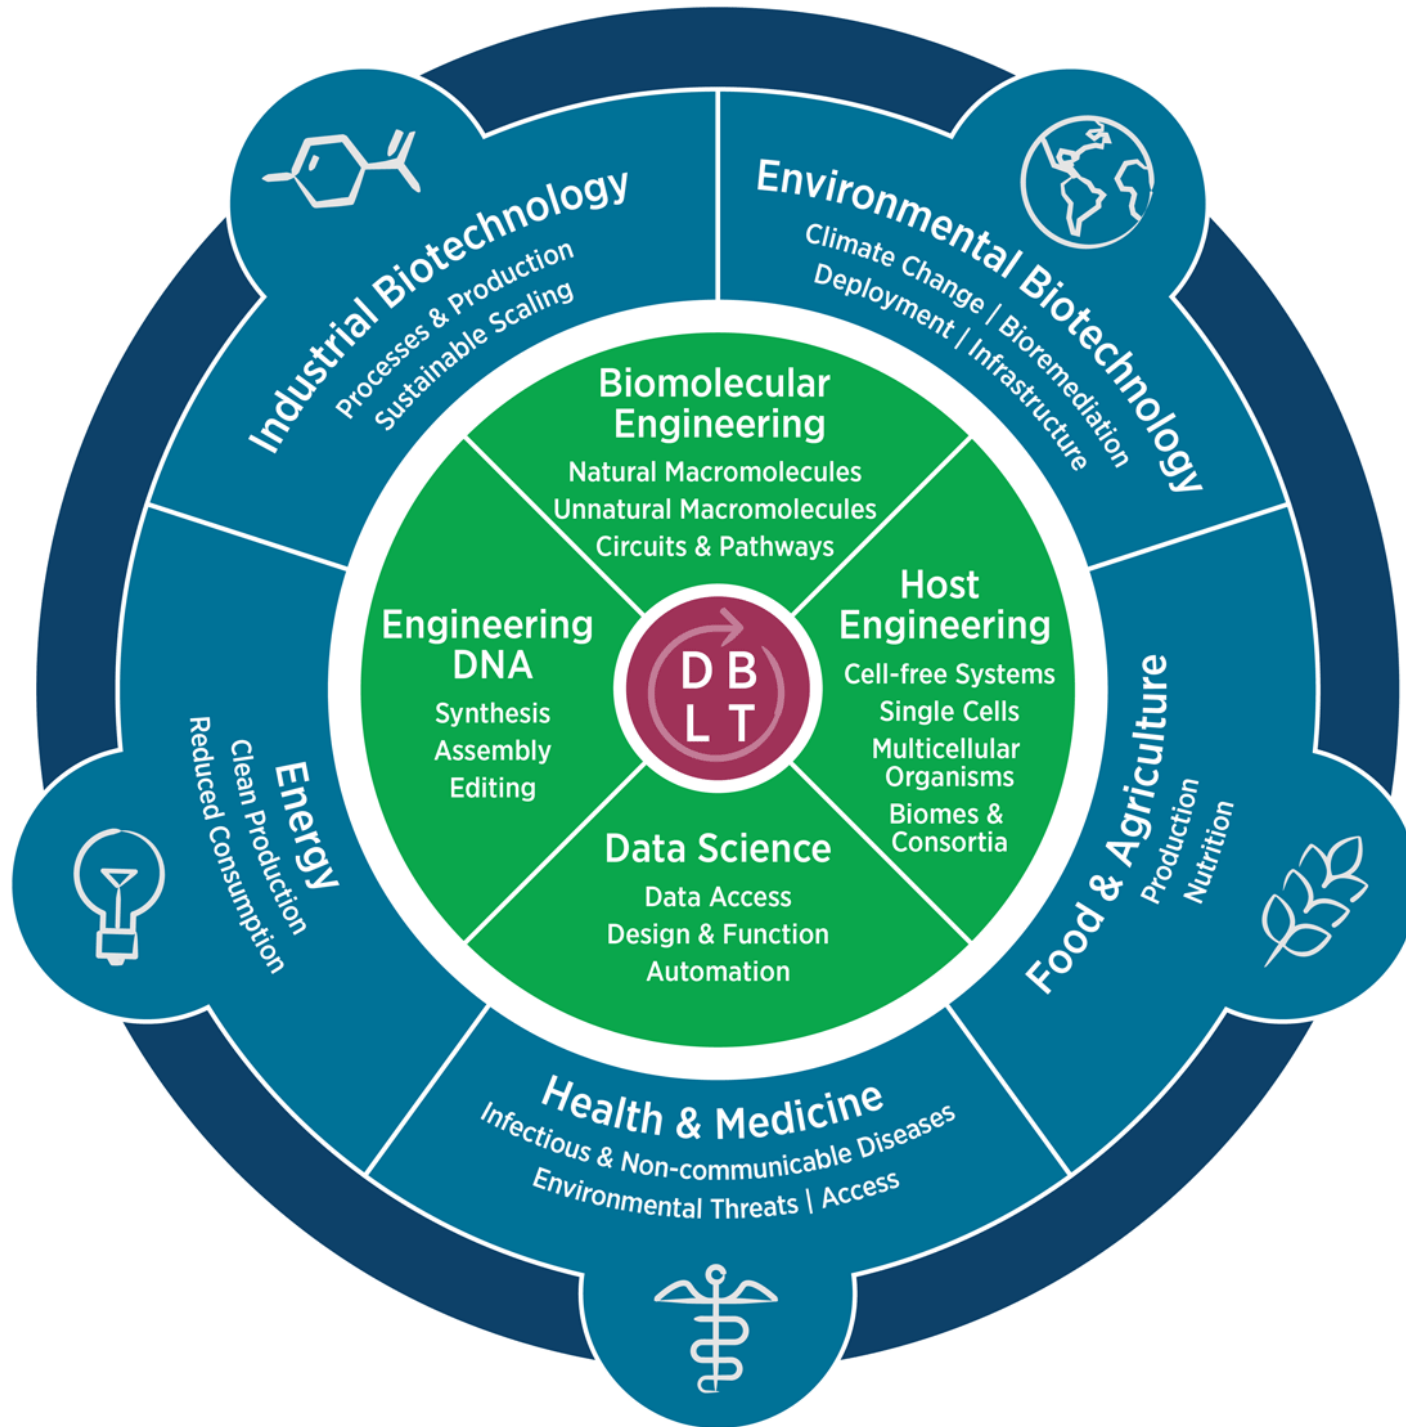 Industrial Biotechnology
Processes & Production
Sustainable Scaling
Environmental Biotechnology
Climate Change | Bioremediation
Deployment | Infrastructure
Biomolecular
Engineering
Natural Macromolecules
Unnatural Macromolecules
Circuits & Pathways
Engineering
DNA
Synthesis
Assembly
Editing
D B
L T
Host
Engineering
Cell-free Systems
Single Cells
Multicellular
Organisms
Biomes &
Consortia
Data Science
Data Access
Design & Function
Automation
Energy
Clean Production
Reduced Consumption
Food & Agriculture
Production
Nutrition
Health & Medicine
Infectious & Non-communicable Diseases
Environmental Threats | Access